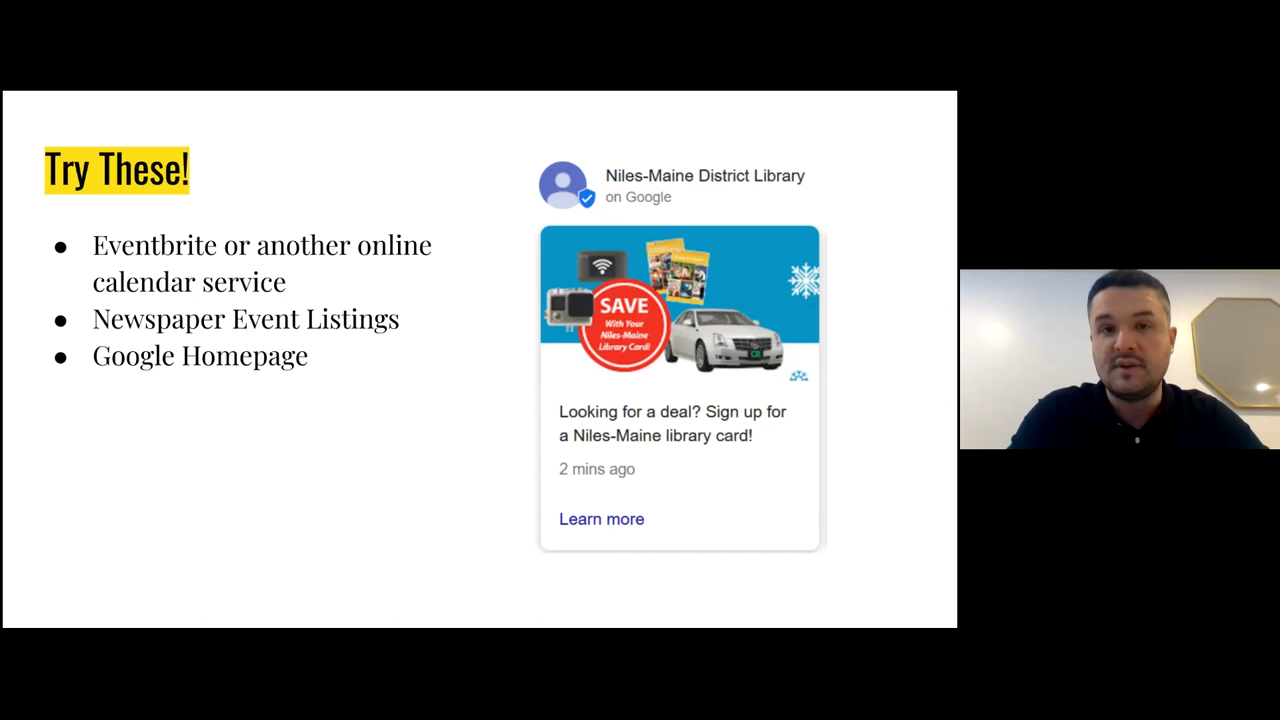 Try These!
● Eventbrite or another online
calendar service
● Newspaper Event Listings
● Google Homepage
Niles-Maine District Library
on Google
SAVE
With Your
Niles-Maine
Library Card!
Looking for a deal? Sign up for
a Niles-Maine library card!
2 mins ago
Learn more